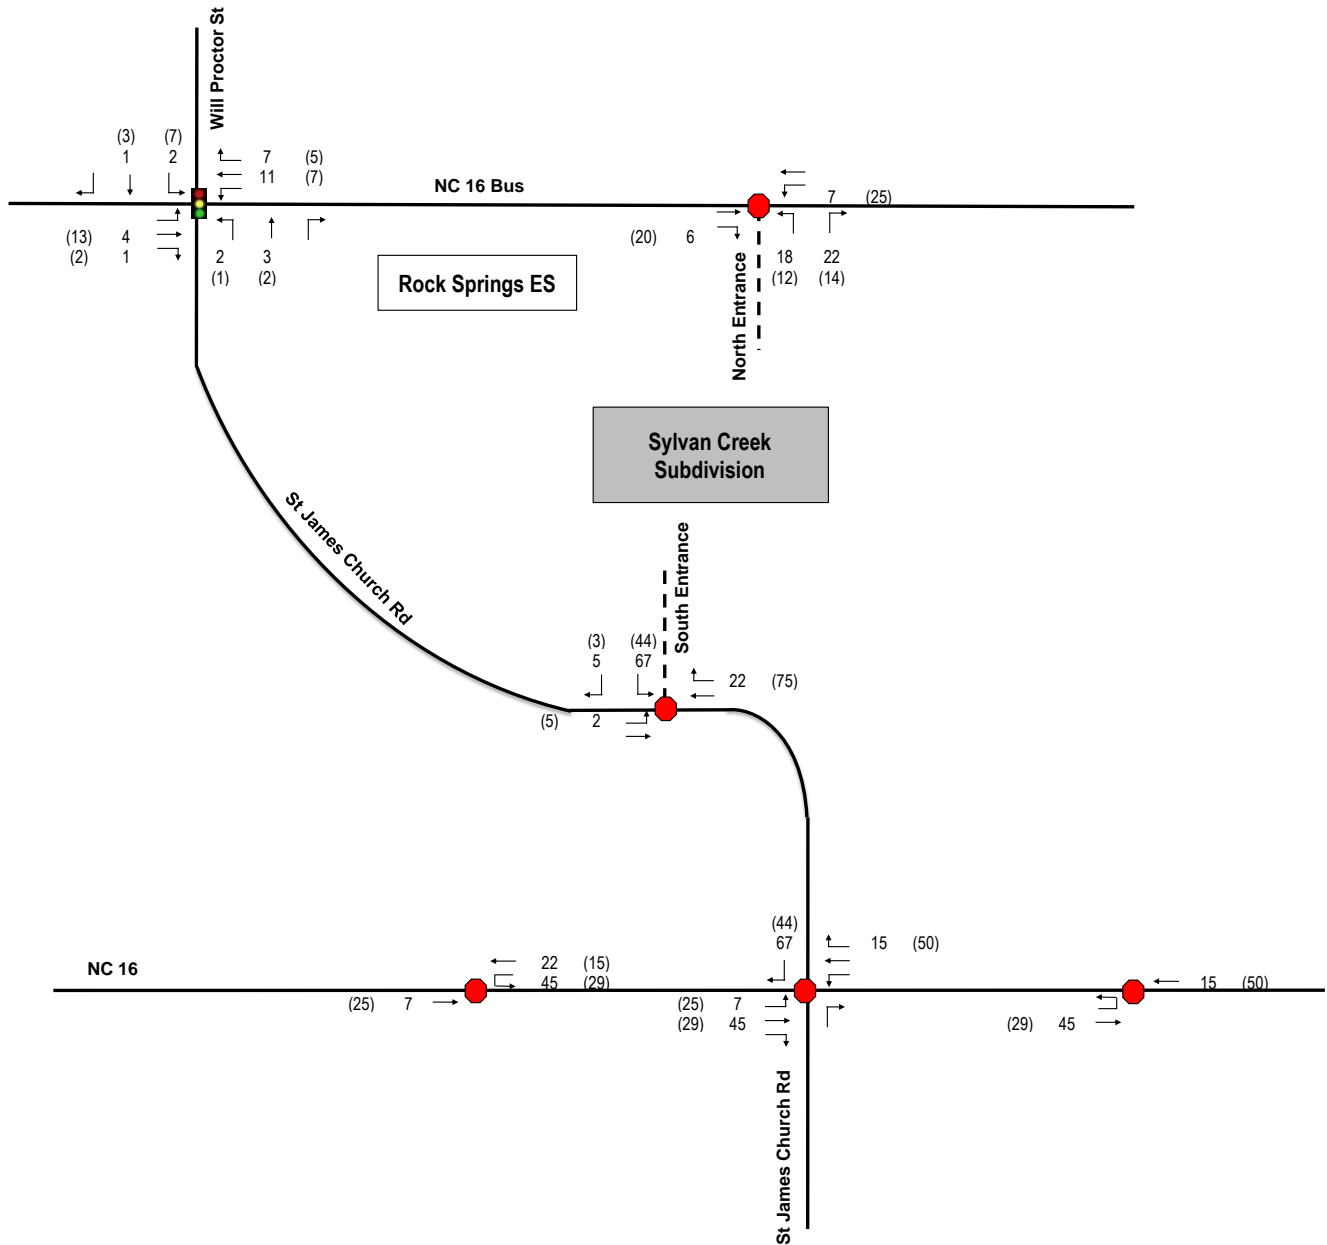 Will Proctor St
(3) (7)
1 2
7 (5)
11 (7)
NC 16 Bus
7 (25)
(13) 4
(2) 1
2 3
(1) (2)
(20) 6
18 22
(12) (14)
North Entrance
Rock Springs ES
Sylvan Creek
Subdivision
St James Church Rd
South Entrance
(3) (44)
5 67
22 (75)
(5) 2
(44)
67
15 (50)
NC 16
22 (15)
45 (29)
(25) 7
(25) 7
(29) 45
15 (50)
(29) 45
St James Church Rd